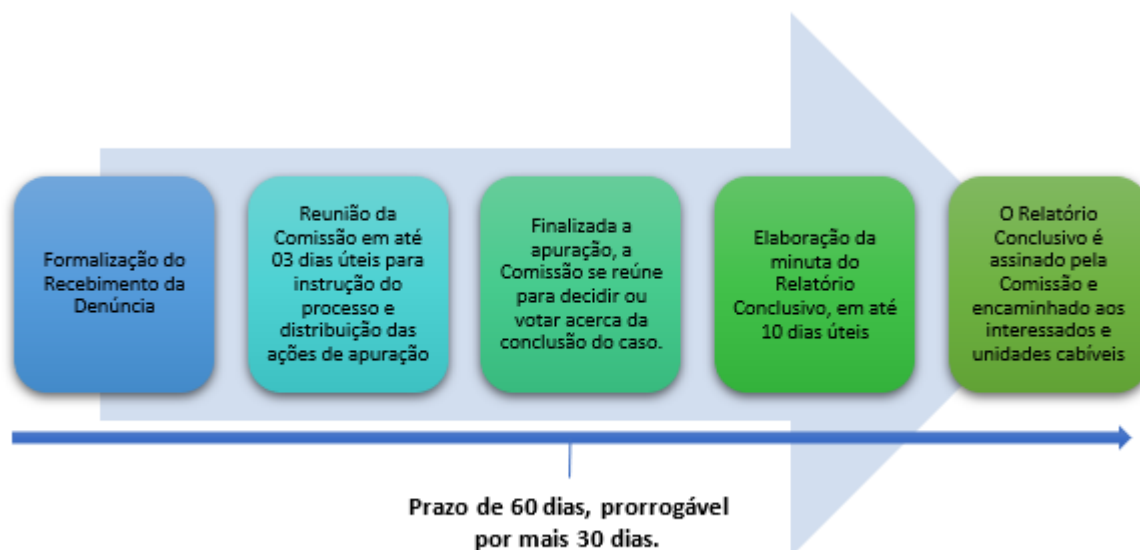 Formalização do
Recebimento da
Denúncia
Reunião da
Comissão em até
03 dias úteis para
instrução do
processo e
distribuição das
ações de apuração
Finalizada a
apuração, a
Comissão se reúne
para decidir ou
votar acerca da
conclusão do caso.
Elaboração da
minuta do
Relatório
Conclusivo, em até
10 dias úteis
O Relatório
Conclusivo é
assinado pela
Comissão e
encaminhado aos
interessados e
unidades cabíveis
Prazo de 60 dias, prorrogável
por mais 30 dias.